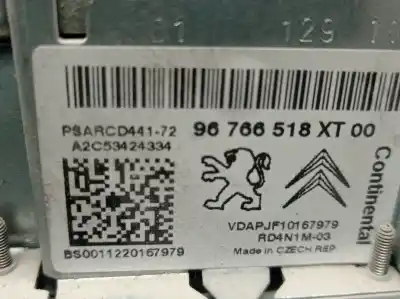 129
PSARCD441-72
A2C53424334
96 766 518 XT 00
Continental
VDAPJF10167979
RD4N1M-03
Made in CZECH REP
BS0011220167979